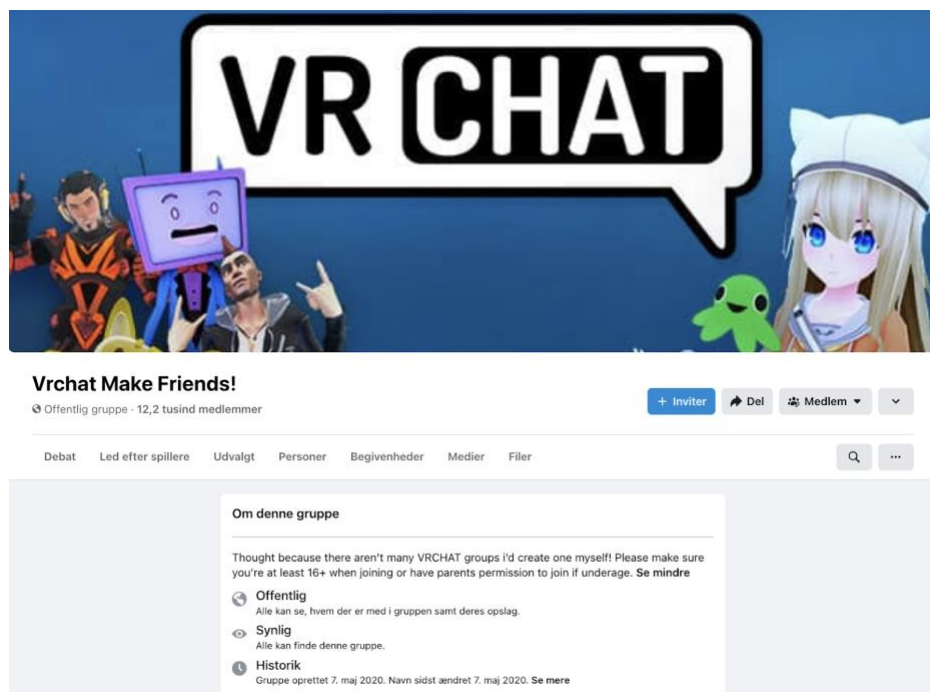 VR CHAT
Vrchat Make Friends!
Offentlig gruppe · 12,2 tusind medlemmer
+ Inviter
Del
Medlem
Debat
Led efter spillere
Udvalgt
Personer
Begivenheder
Medier
Filer
Om denne gruppe
Thought because there aren't many VRCHAT groups i'd create one myself! Please make sure
you're at least 16+ when joining or have parents permission to join if underage. Se mindre
Offentlig
Alle kan se, hvem der er med i gruppen samt deres opslag.
Synlig
Alle kan finde denne gruppe.
Historik
Gruppe oprettet 7. maj 2020. Navn sidst ændret 7. maj 2020. Se mere